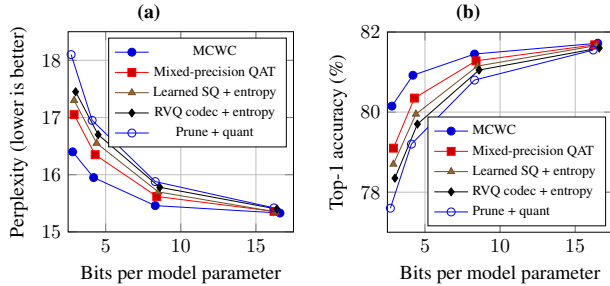 (a)
Perplexity (lower is better)
18
17
16
15
MCWC
Mixed-precision QAT
Learned SQ + entropy
RVQ codec + entropy
Prune + quant
5
10
15
Bits per model parameter
(b)
Top-1 accuracy (%)
82
80
78
MCWC
Mixed-precision QAT
Learned SQ + entropy
RVQ codec + entropy
Prune + quant
5
10
15
Bits per model parameter